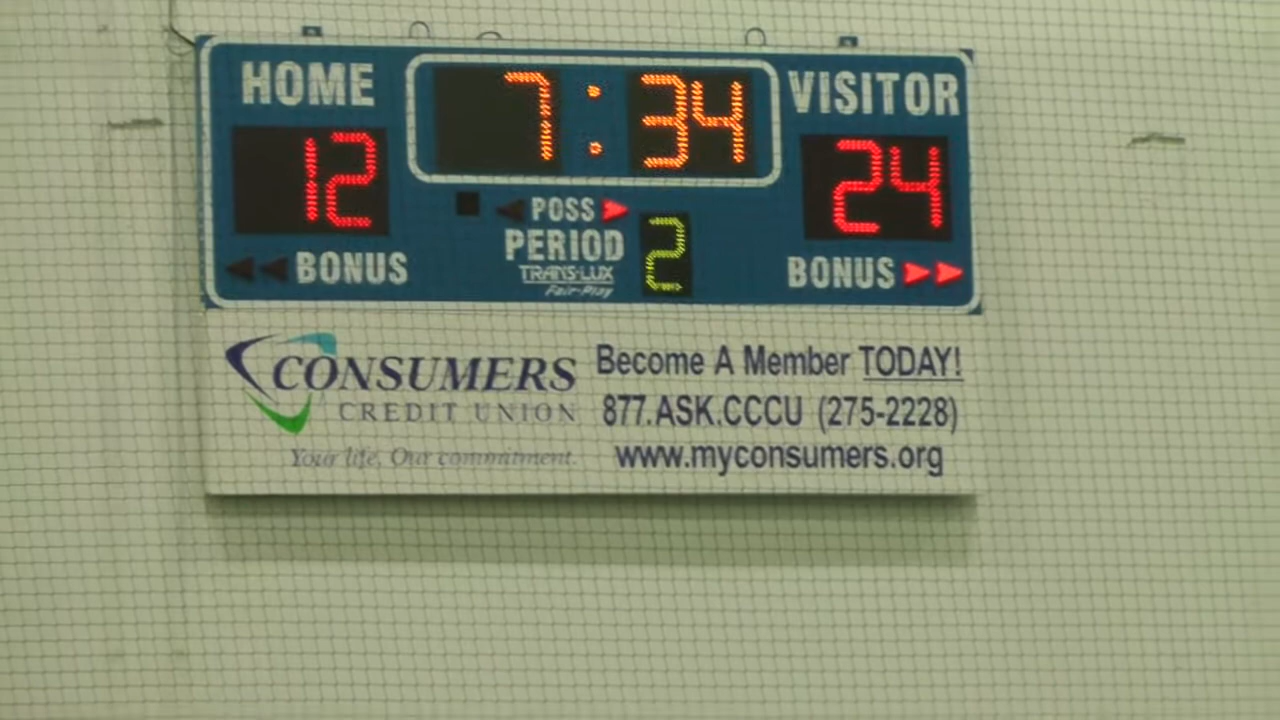 HOME
7:34
VISITOR
12
24
POSS
PERIOD 2
TRANS-LUX
Fair-Play
BONUS
BONUS
CONSUMERS
CREDIT UNION
Your life, Our commitment.
Become A Member TODAY!
877.ASK.CCCU (275-2228)
www.myconsumers.org